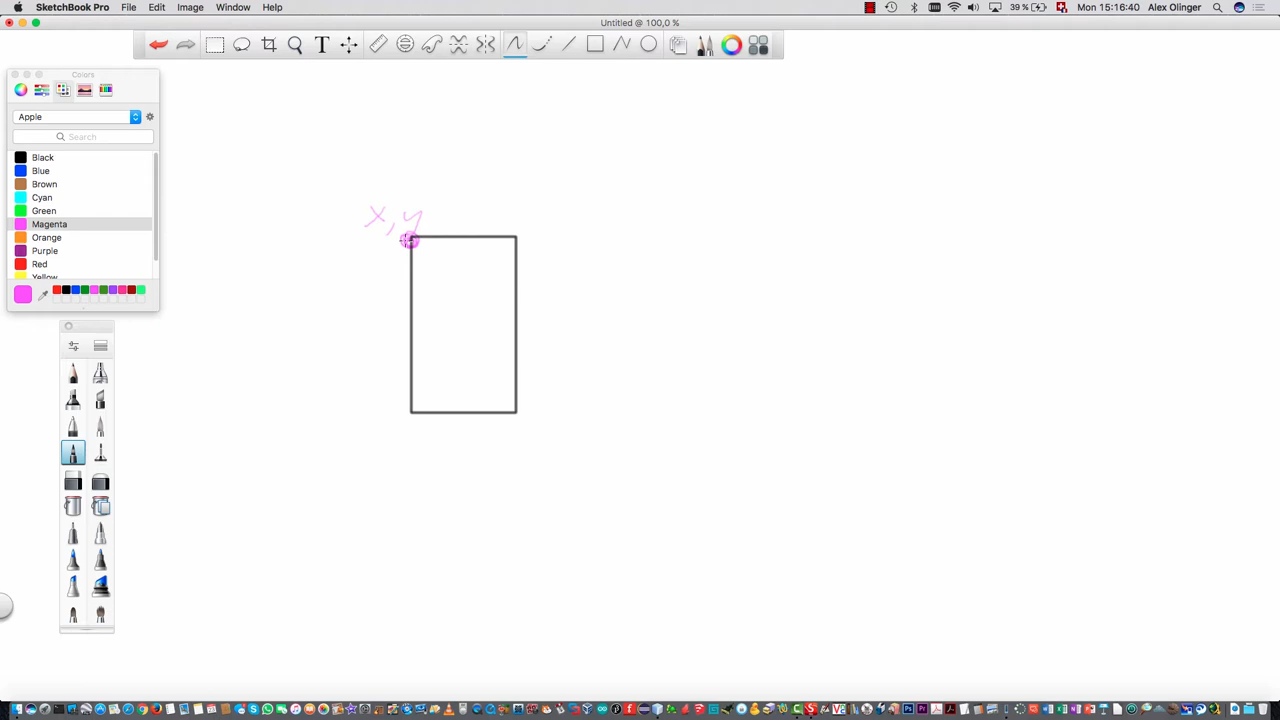 SketchBook Pro File Edit Image Window Help 39 % Mon 15:16:40 Alex Olinger
Untitled @ 100,0 %
T
Colors
Apple
Search
Black
Blue
Brown
Cyan
Green
Magenta
Orange
Purple
Red
Yellow
x,y